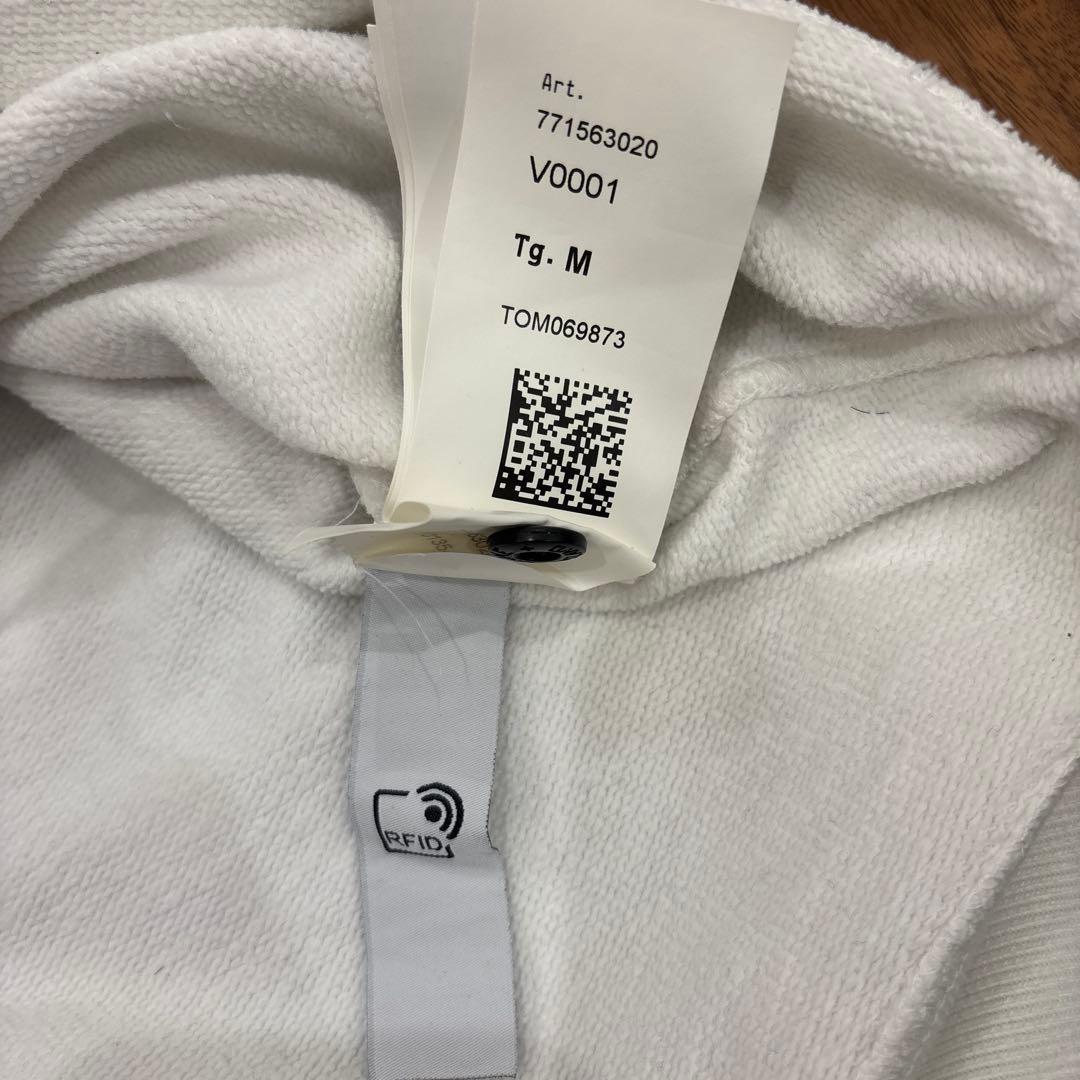 Art.
771563020
V0001
Tg. M
TOM069873
RFID